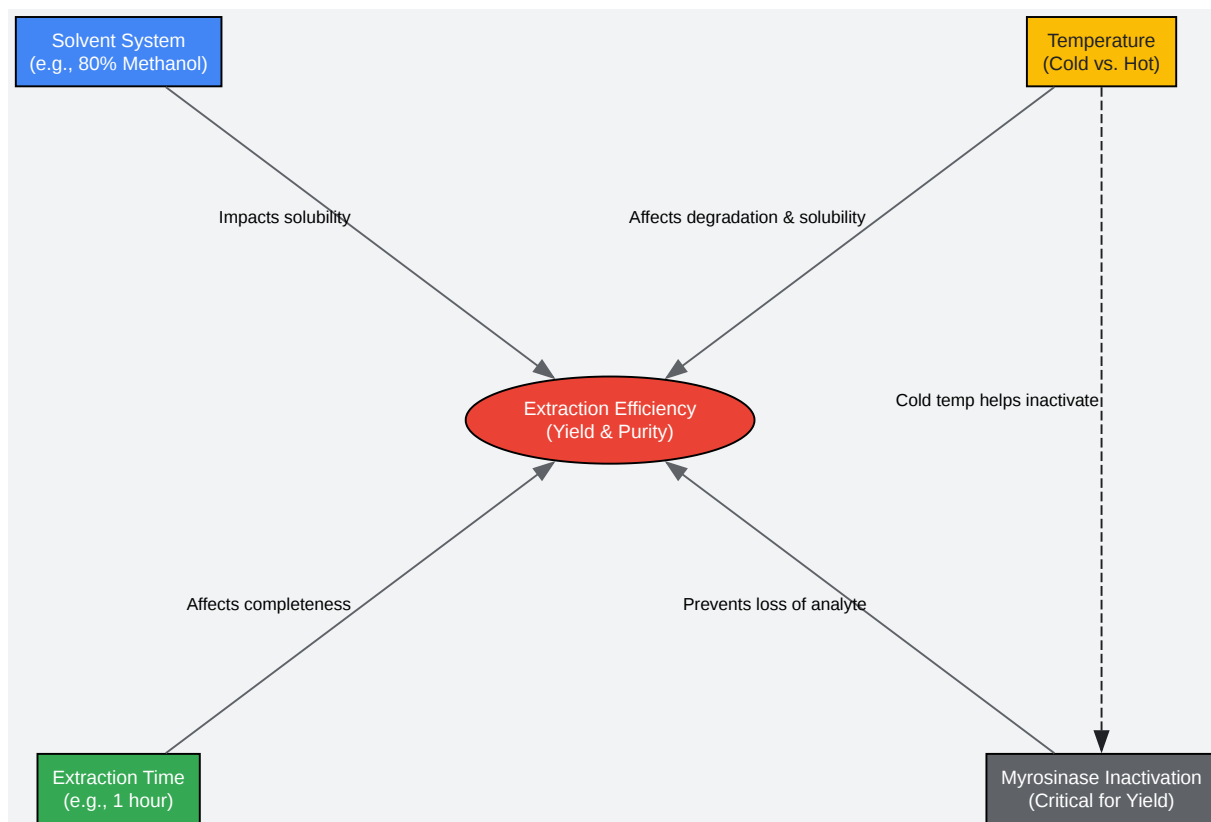 Solvent System
(e.g., 80% Methanol)
Temperature
(Cold vs. Hot)
Impacts solubility
Affects degradation & solubility
Cold temp helps inactivate
Extraction Efficiency
(Yield & Purity)
Affects completeness
Prevents loss of analyte
Extraction Time
(e.g., 1 hour)
Myrosinase Inactivation
(Critical for Yield)